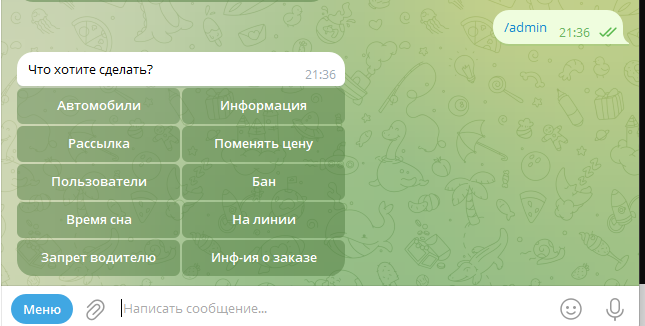 /admin 21:36
Что хотите сделать? 21:36
Автомобили Информация
Рассылка Поменять цену
Пользователи Бан
Время сна На линии
Запрет водителю Инф-ия о заказе
Меню Написать сообщение...